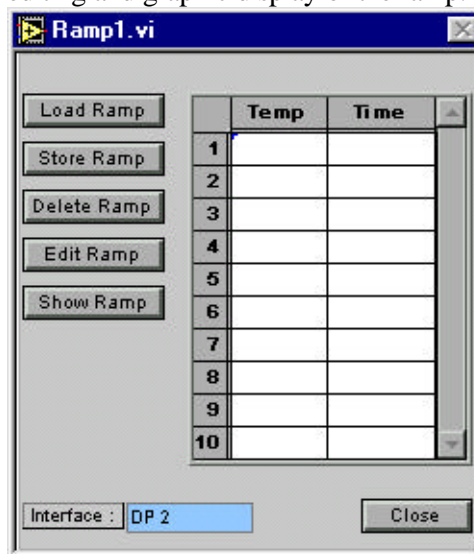 Ramp1.vi
Load Ramp
Store Ramp
Delete Ramp
Edit Ramp
Show Ramp
Temp Time
1
2
3
4
5
6
7
8
9
10
Interface : DP 2
Close